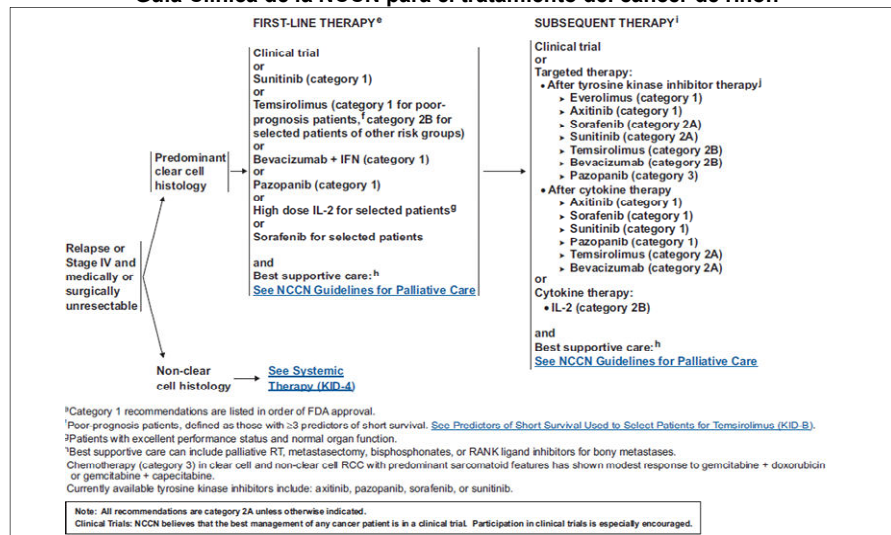 Guía Clínica de la NCCN para el tratamiento del cáncer de riñón
FIRST-LINE THERAPYe
Clinical trial
or
Sunitinib (category 1)
or
Temsirolimus (category 1 for poor-
prognosis patients,f category 2B for
selected patients of other risk groups)
or
Bevacizumab + IFN (category 1)
or
Pazopanib (category 1)
or
High dose IL-2 for selected patientsg
or
Sorafenib for selected patients
and
Best supportive care:h
See NCCN Guidelines for Palliative Care
SUBSEQUENT THERAPYi
Clinical trial
or
Targeted therapy:
• After tyrosine kinase inhibitor therapyj
➤ Everolimus (category 1)
➤ Axitinib (category 1)
➤ Sorafenib (category 2A)
➤ Sunitinib (category 2A)
➤ Temsirolimus (category 2B)
➤ Bevacizumab (category 2B)
➤ Pazopanib (category 3)
• After cytokine therapy
➤ Axitinib (category 1)
➤ Sorafenib (category 1)
➤ Sunitinib (category 1)
➤ Pazopanib (category 1)
➤ Temsirolimus (category 2A)
➤ Bevacizumab (category 2A)
or
Cytokine therapy:
• IL-2 (category 2B)
and
Best supportive care:h
See NCCN Guidelines for Palliative Care
Predominant
clear cell
histology
Relapse or
Stage IV and
medically or
surgically
unresectable
Non-clear
cell histology
See Systemic
Therapy (KID-4)
Category 1 recommendations are listed in order of FDA approval.
Poor-prognosis patients, defined as those with ≥3 predictors of short survival. See Predictors of Short Survival Used to Select Patients for Temsirolimus (KID-B).
Patients with excellent performance status and normal organ function.
Best supportive care can include palliative RT, metastasectomy, bisphosphonates, or RANK ligand inhibitors for bony metastases.
Chemotherapy (category 3) in clear cell and non-clear cell RCC with predominant sarcomatoid features has shown modest response to gemcitabine + doxorubicin
or gemcitabine + capecitabine.
Currently available tyrosine kinase inhibitors include: axitinib, pazopanib, sorafenib, or sunitinib.
Note: All recommendations are category 2A unless otherwise indicated.
Clinical Trials: NCCN believes that the best management of any cancer patient is in a clinical trial. Participation in clinical trials is especially encouraged.